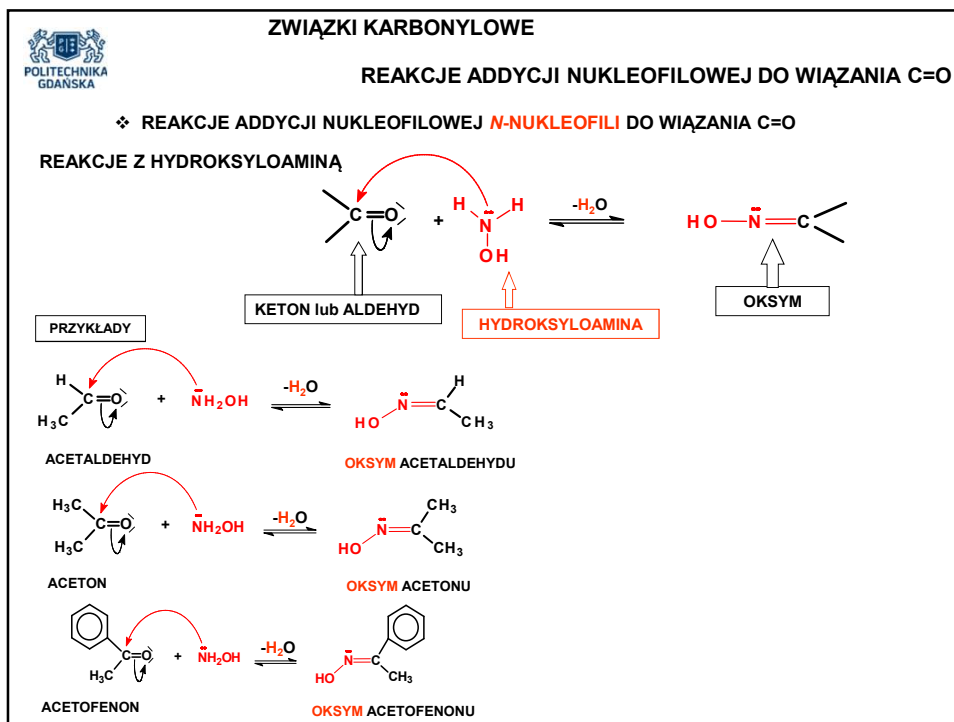 ZWIĄZKI KARBONYLOWE
POLITECHNIKA
GDAŃSKA
REAKCJE ADDYCJI NUKLEOFILOWEJ DO WIĄZANIA C=O
❖ REAKCJE ADDYCJI NUKLEOFILOWEJ N-NUKLEOFILI DO WIĄZANIA C=O
REAKCJE Z HYDROKSYLOAMINĄ
C=O + H N H OH -H₂O HO-N=C
KETON lub ALDEHYD
HYDROKSYLOAMINA
OKSYM
PRZYKŁADY
H H₃C C=O + NH₂OH -H₂O HO N=C H CH₃
ACETALDEHYD OKSYM ACETALDEHYDU
H₃C H₃C C=O + NH₂OH -H₂O HO N=C CH₃ CH₃
ACETON OKSYM ACETONU
H₃C C=O + NH₂OH -H₂O HO N=C CH₃
ACETOFENON OKSYM ACETOFENONU